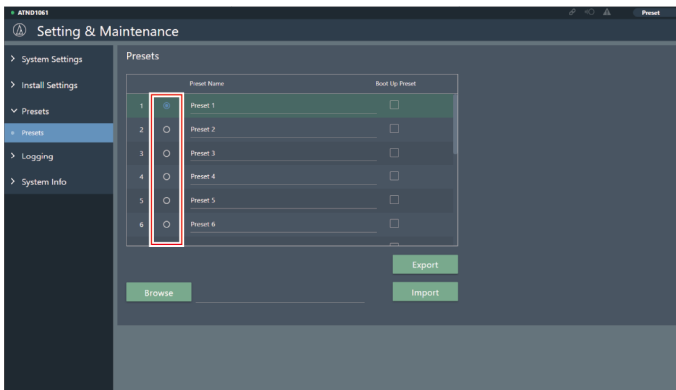 ATND1061
Preset
Setting & Maintenance
System Settings
Install Settings
Presets
Presets
Logging
System Info
Presets
Preset Name Boot Up Preset
1 Preset 1
2 Preset 2
3 Preset 3
4 Preset 4
5 Preset 5
6 Preset 6
Export
Browse
Import